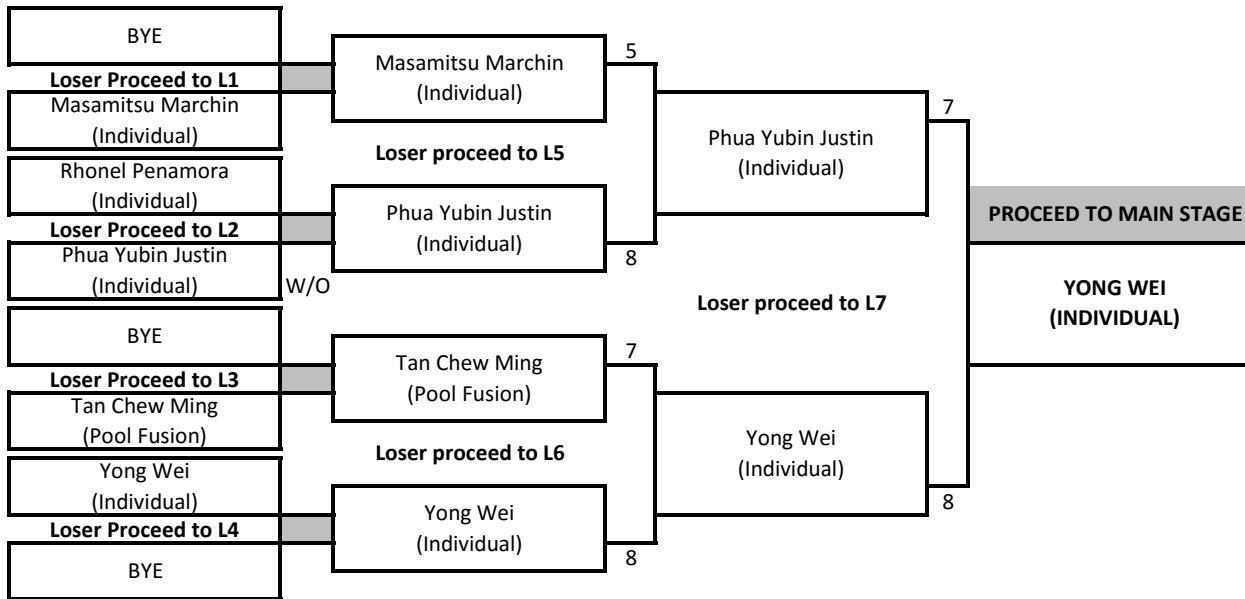 BYE
Loser Proceed to L1
Masamitsu Marchin
(Individual)
Rhonel Penamora
(Individual)
Loser Proceed to L2
Phua Yubin Justin
(Individual)
W/O
BYE
Loser Proceed to L3
Tan Chew Ming
(Pool Fusion)
Yong Wei
(Individual)
Loser Proceed to L4
BYE
Masamitsu Marchin
(Individual)
5
Loser proceed to L5
Phua Yubin Justin
(Individual)
8
Tan Chew Ming
(Pool Fusion)
7
Loser proceed to L6
Yong Wei
(Individual)
8
Phua Yubin Justin
(Individual)
7
Loser proceed to L7
Yong Wei
(Individual)
8
PROCEED TO MAIN STAGE
YONG WEI
(INDIVIDUAL)